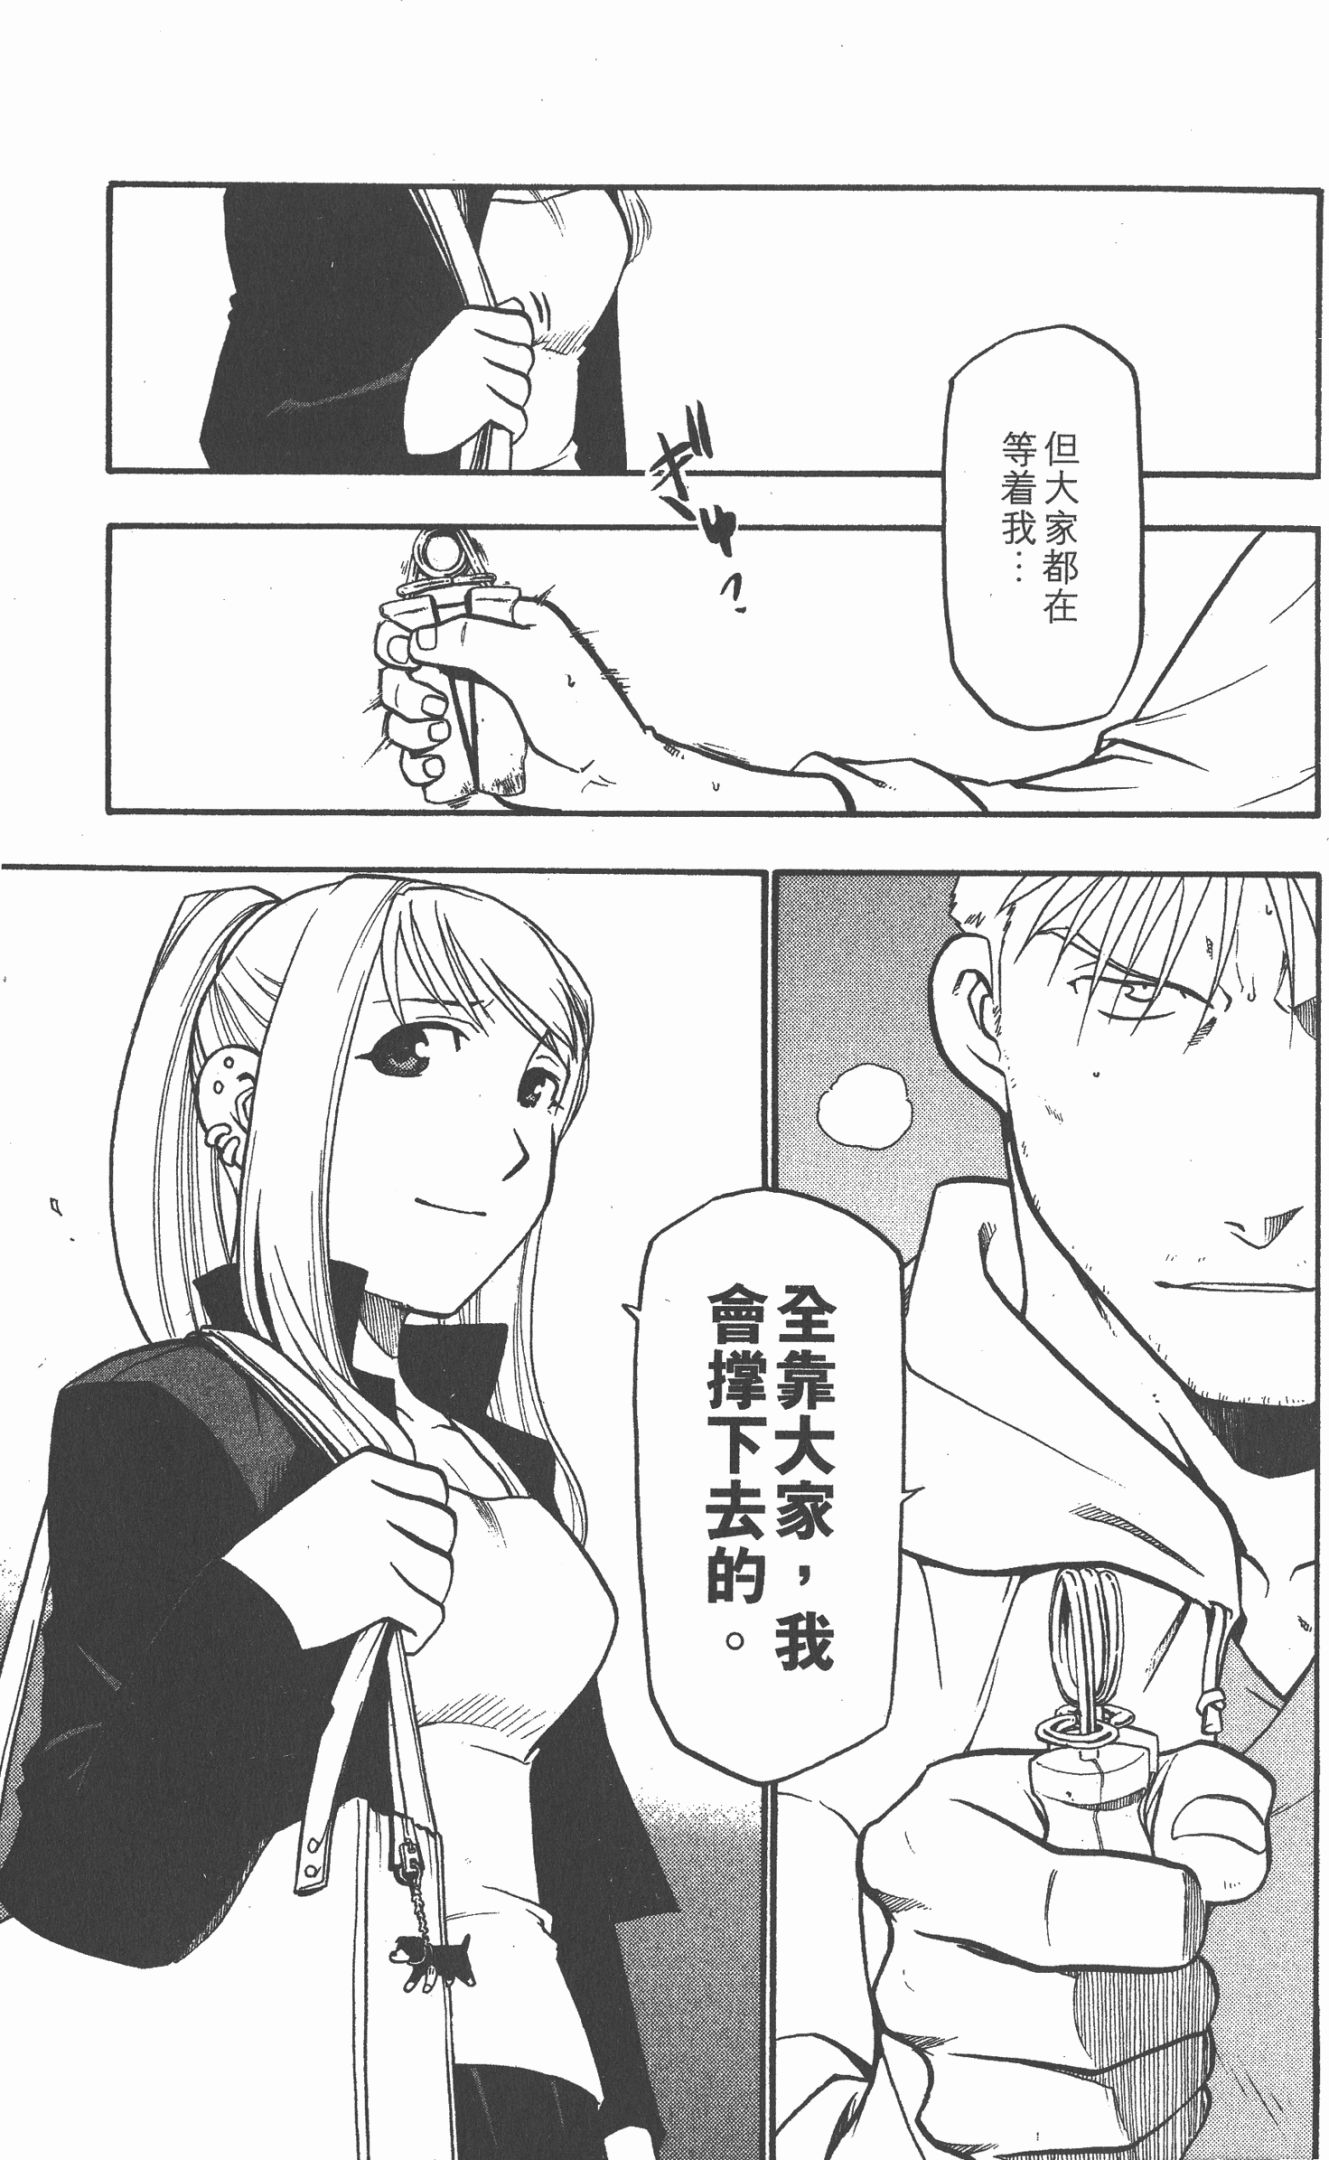 但大家都在
等着我…
ギュッ
全靠大家，我
會撐下去的。